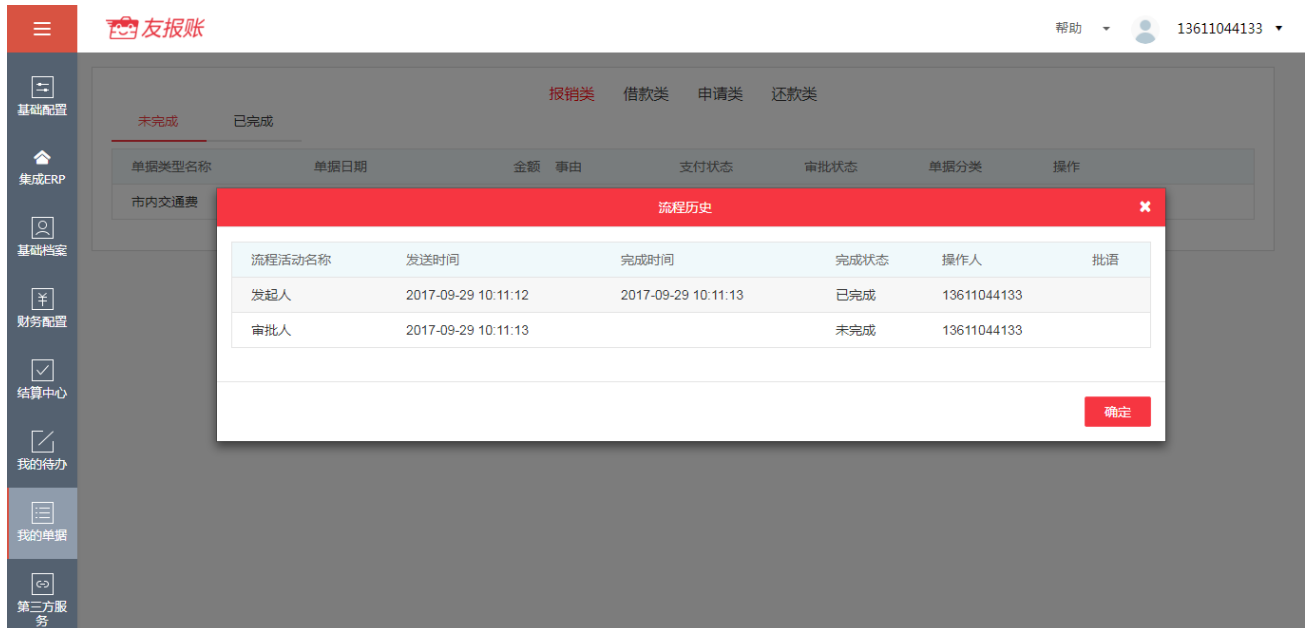 友报账
帮助
13611044133
基础配置
集成ERP
基础档案
财务配置
结算中心
我的待办
我的单据
第三方服
务
报销类 借款类 申请类 还款类
未完成 已完成
单据类型名称 单据日期 金额 事由 支付状态 审批状态 单据分类 操作
市内交通费
流程历史
流程活动名称 发送时间 完成时间 完成状态 操作人 批语
发起人 2017-09-29 10:11:12 2017-09-29 10:11:13 已完成 13611044133
审批人 2017-09-29 10:11:13 未完成 13611044133
确定